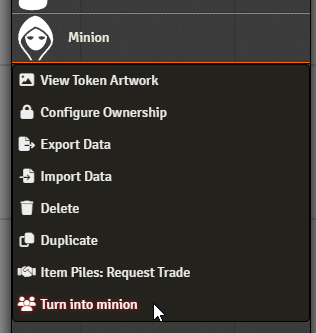 Minion
View Token Artwork
Configure Ownership
Export Data
Import Data
Delete
Duplicate
Item Piles: Request Trade
Turn into minion